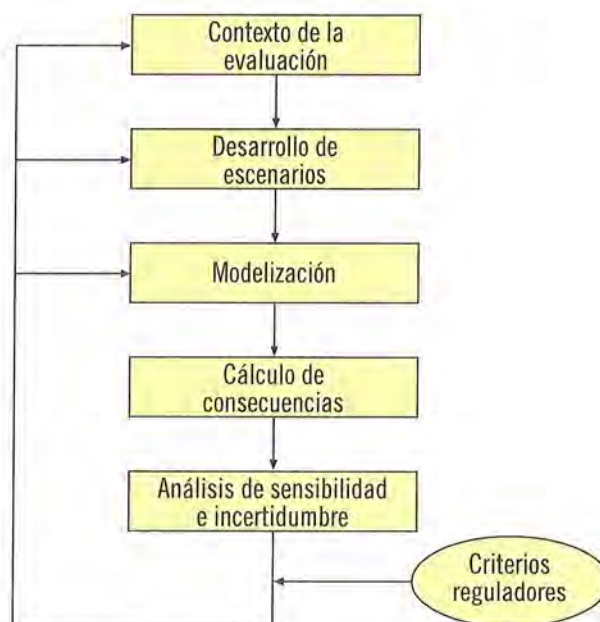 Contexto de la
evaluación
Desarrollo de
escenarios
Modelización
Cálculo de
consecuencias
Análisis de sensibilidad
e incertidumbre
Criterios
reguladores